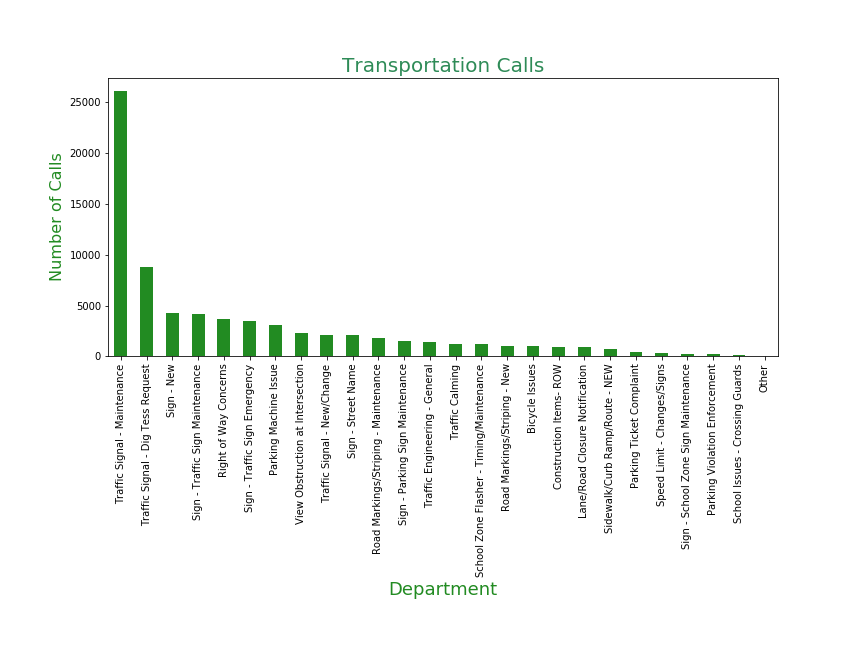 Transportation Calls
Number of Calls
25000
20000
15000
10000
5000
0
Traffic Signal - Maintenance
Traffic Signal - Dig Tess Request
Sign - New
Sign - Traffic Sign Maintenance
Right of Way Concerns
Sign - Traffic Sign Emergency
Parking Machine Issue
View Obstruction at Intersection
Traffic Signal - New/Change
Sign - Street Name
Road Markings/Striping - Maintenance
Sign - Parking Sign Maintenance
Traffic Engineering - General
Traffic Calming
School Zone Flasher - Timing/Maintenance
Road Markings/Striping - New
Bicycle Issues
Construction Items- ROW
Lane/Road Closure Notification
Sidewalk/Curb Ramp/Route - NEW
Parking Ticket Complaint
Speed Limit - Changes/Signs
Sign - School Zone Sign Maintenance
Parking Violation Enforcement
School Issues - Crossing Guards
Other
Department